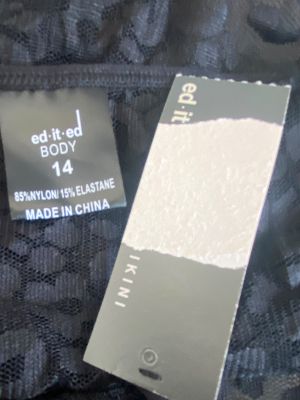 ed·it·ed
BODY
14
85%NYLON/ 15% ELASTANE
MADE IN CHINA
ed·it
IKINI